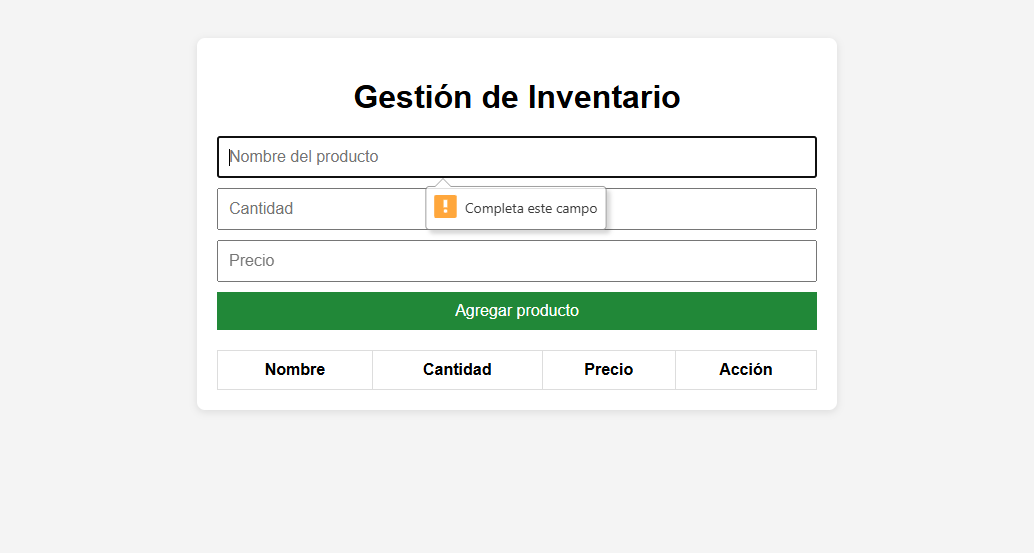 Gestión de Inventario
Nombre del producto
Cantidad
Completa este campo
Precio
Agregar producto
Nombre Cantidad Precio Acción